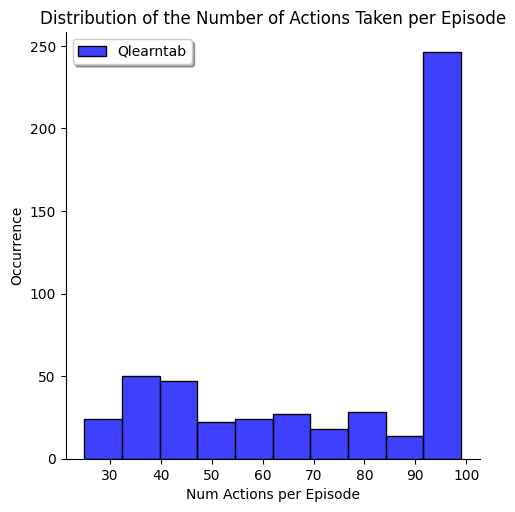 Distribution of the Number of Actions Taken per Episode
Qlearntab
250
200
150
100
50
0
Occurrence
30 40 50 60 70 80 90 100
Num Actions per Episode